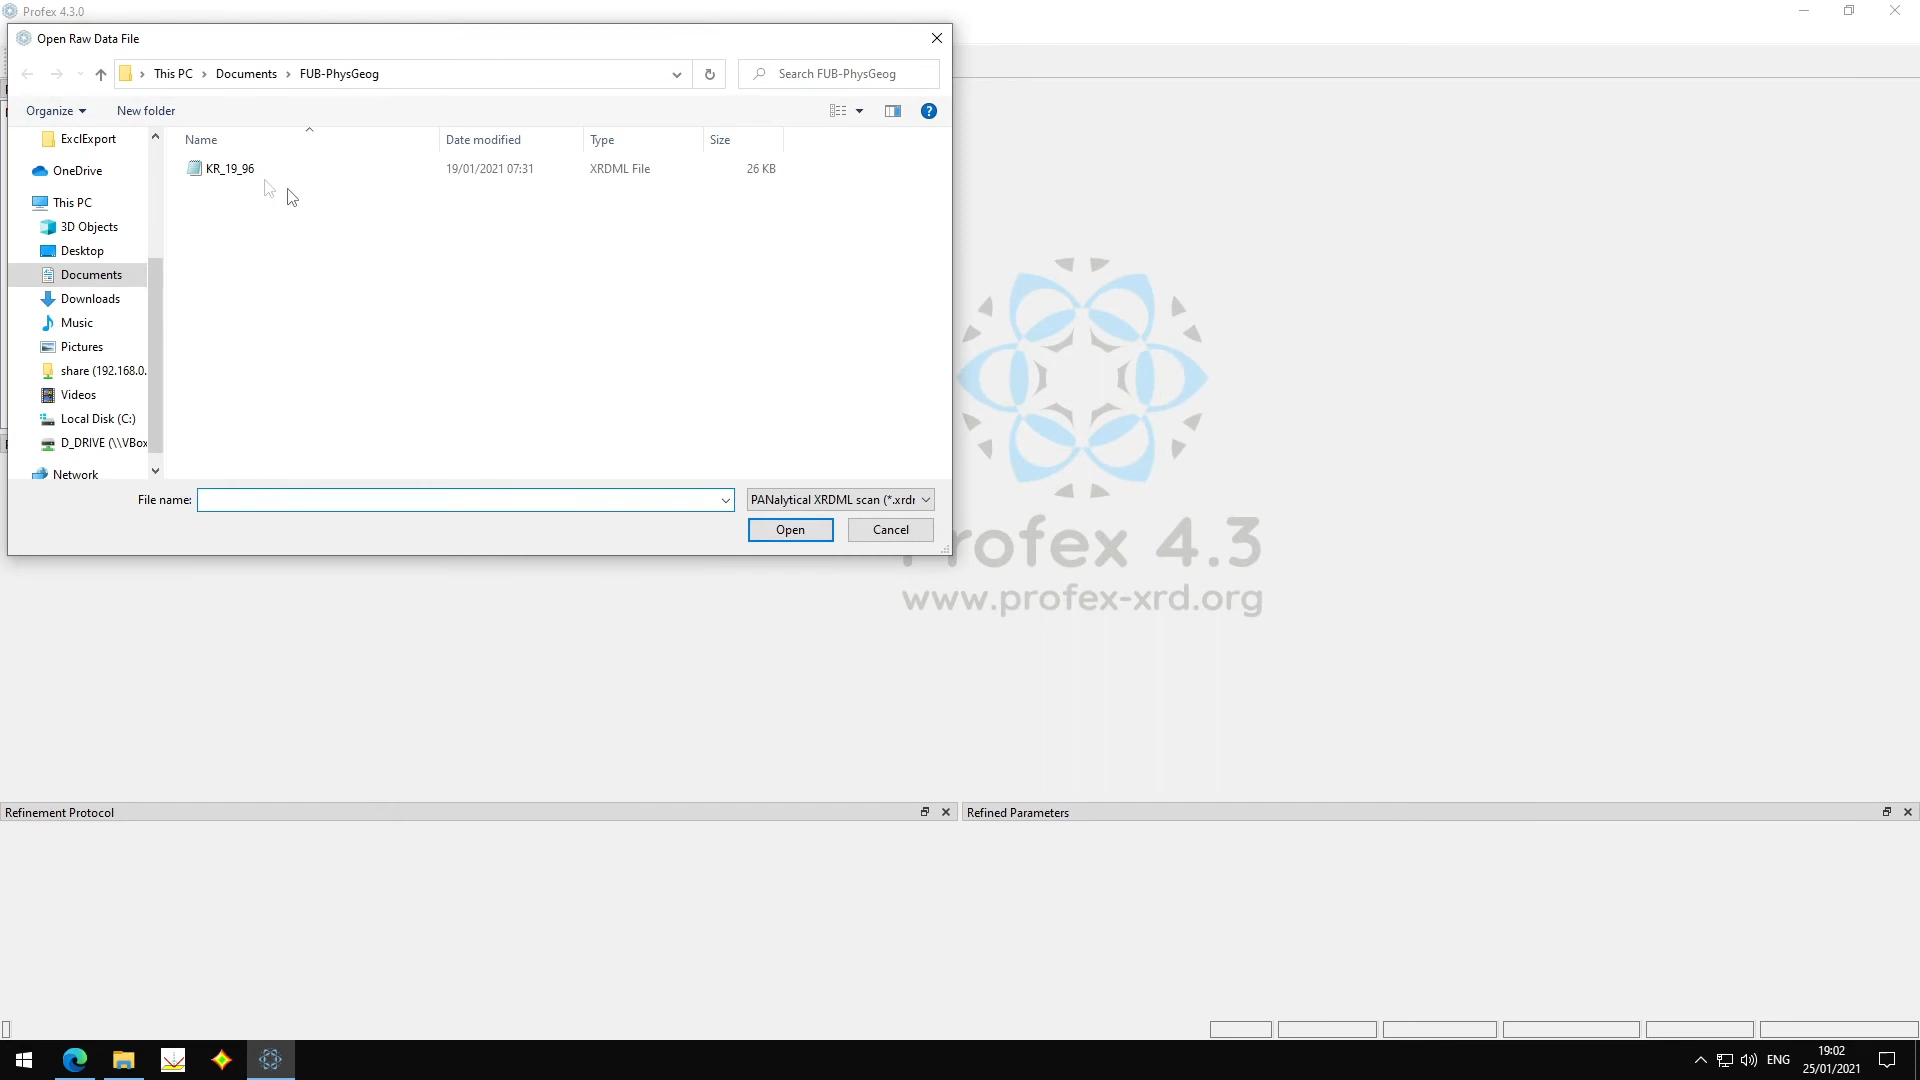 Profex 4.3.0
Open Raw Data File
This PC > Documents > FUB-PhysGeog
Search FUB-PhysGeog
Organize
New folder
?
Name
Date modified
Type
Size
KR_19_96
19/01/2021 07:31
XRDML File
26 KB
ExclExport
OneDrive
This PC
3D Objects
Desktop
Documents
Downloads
Music
Pictures
share (192.168.0.
Videos
Local Disk (C:)
D_DRIVE (\\VBox
Network
File name:
PANalytical XRDML scan (*.xrdr
Open
Cancel
rofex 4.3
www.profex-xrd.org
Refinement Protocol
Refined Parameters
ENG
19:02
25/01/2021